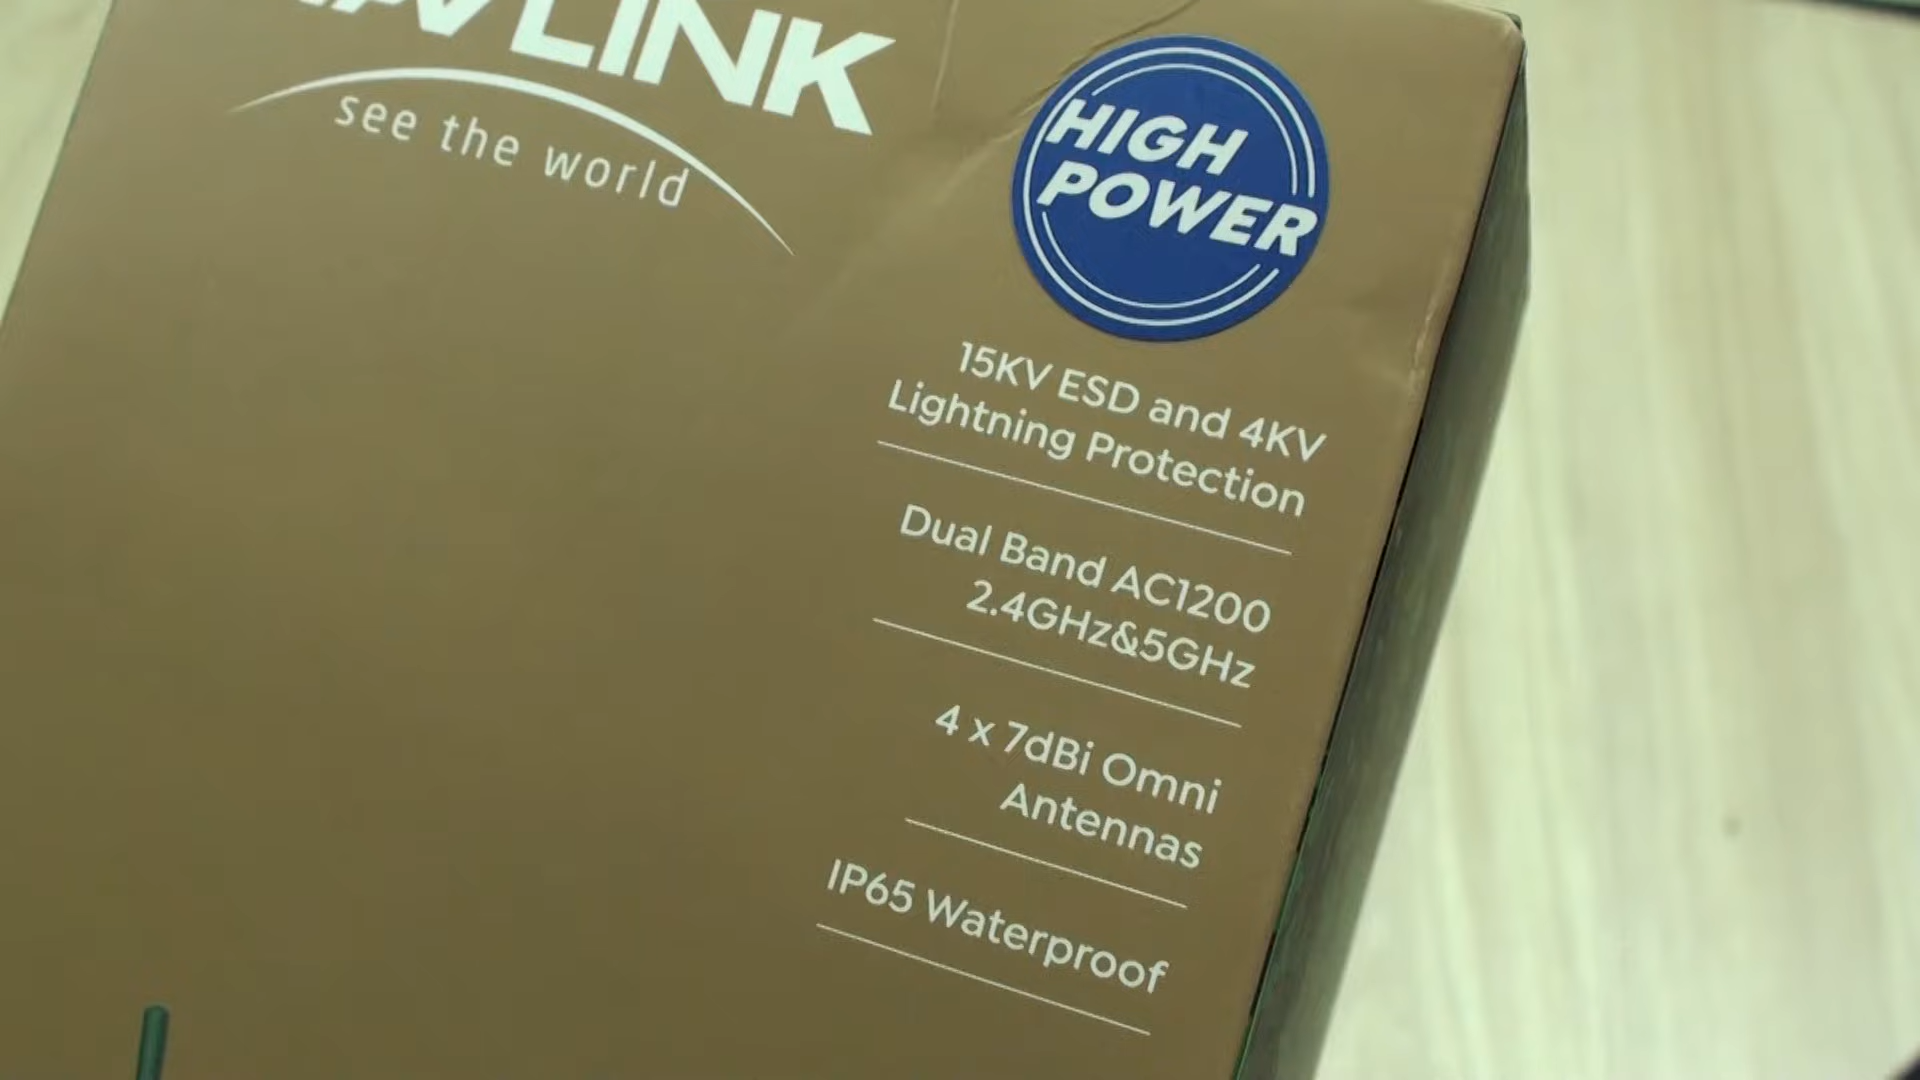 see the world
HIGH
POWER
15KV ESD and 4KV
Lightning Protection
Dual Band AC1200
2.4GHz&5GHz
4 x 7dBi Omni
Antennas
IP65 Waterproof